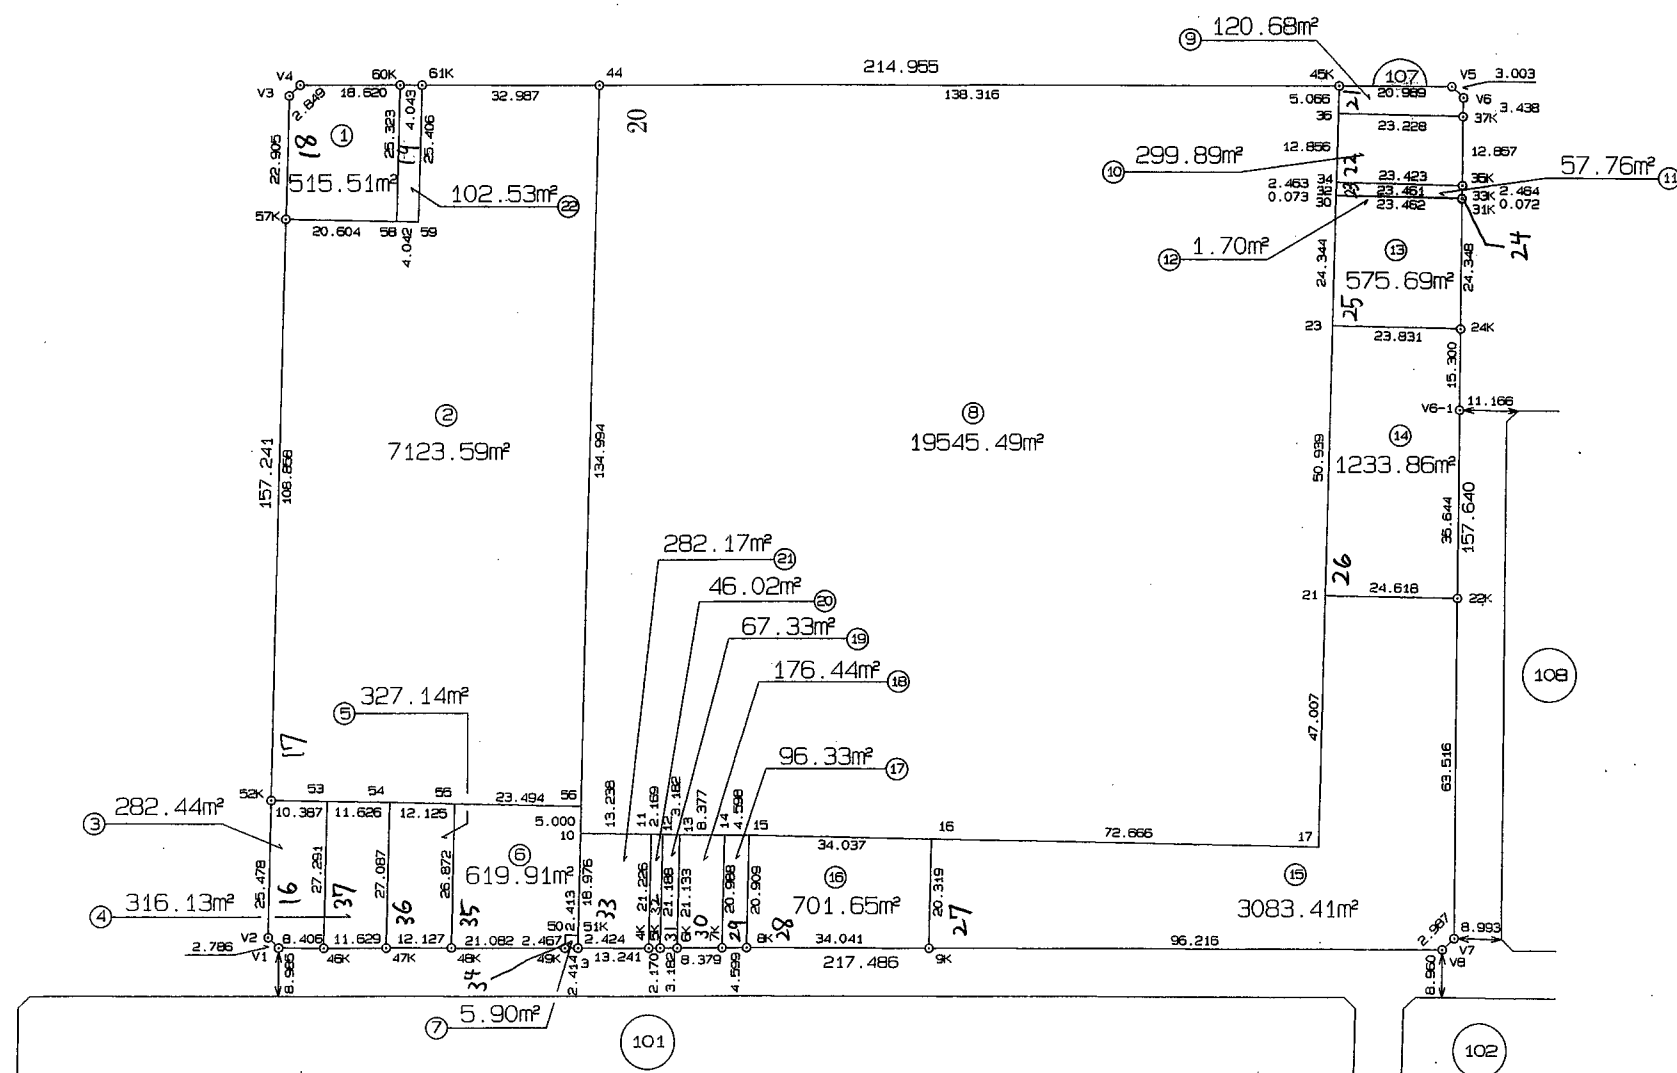 ⑨ 120.68m²
214.955
V4 60K 61K 44 45K 107 V5 3.003
V3 2.849 18.620 4.043 32.987 138.316 20.989 V6 3.438
5.066 21 36 23.228 37K
① 18 22.905 25.323 19 25.406 20
515.51m²
102.53m² ㉒
⑩ 299.89m² 12.856 22 12.857 57.76m² ⑪
34 23.423 35K
2.463 32 23 23.461 33K 2.464
0.073 30 23.462 31K 0.072
57K 20.604 58 4.042 59
⑫ 1.70m² 24
24.344 ⑬ 575.69m² 24.348
25
23 23.831 24K
15.300
V6-1 11.166
② 7123.59m²
⑧ 19545.49m²
⑭ 1233.86m²
157.241 108.858 134.994 50.939 35.644 157.640
26
21 24.618 22K
282.17m² ㉑
46.02m² ⑳
67.33m² ⑲
176.44m² ⑱
96.33m² ⑰
108
⑤ 327.14m²
17 47.007 63.516
52K 53 54 55 23.494 56
10.387 11.626 12.125 5.000
③ 282.44m²
13.238 11 2.169 12 3.182 13 8.377 14 4.598 15
10 34.037 16 72.666 17
25.478 16 27.291 37 27.087 36 26.872 35
⑥ 619.91m²
2.413 18.976 33 21.226 32 21.188 31 21.133 30 20.988 29 20.909 28
⑯ 701.65m²
20.319 27
⑮ 3083.41m²
④ 316.13m²
V2 50 51K 4K 5K 6K 7K 8K 9K
2.786 V1 8.406 46K 11.629 47K 12.127 48K 21.082 49K 2.467 3 2.424 13.241 2.170 3.182 8.379 4.599 34.041 96.216 2.987 V7 V8 8.993
217.486
8.985 34 2.414 8.960
⑦ 5.90m²
101
102